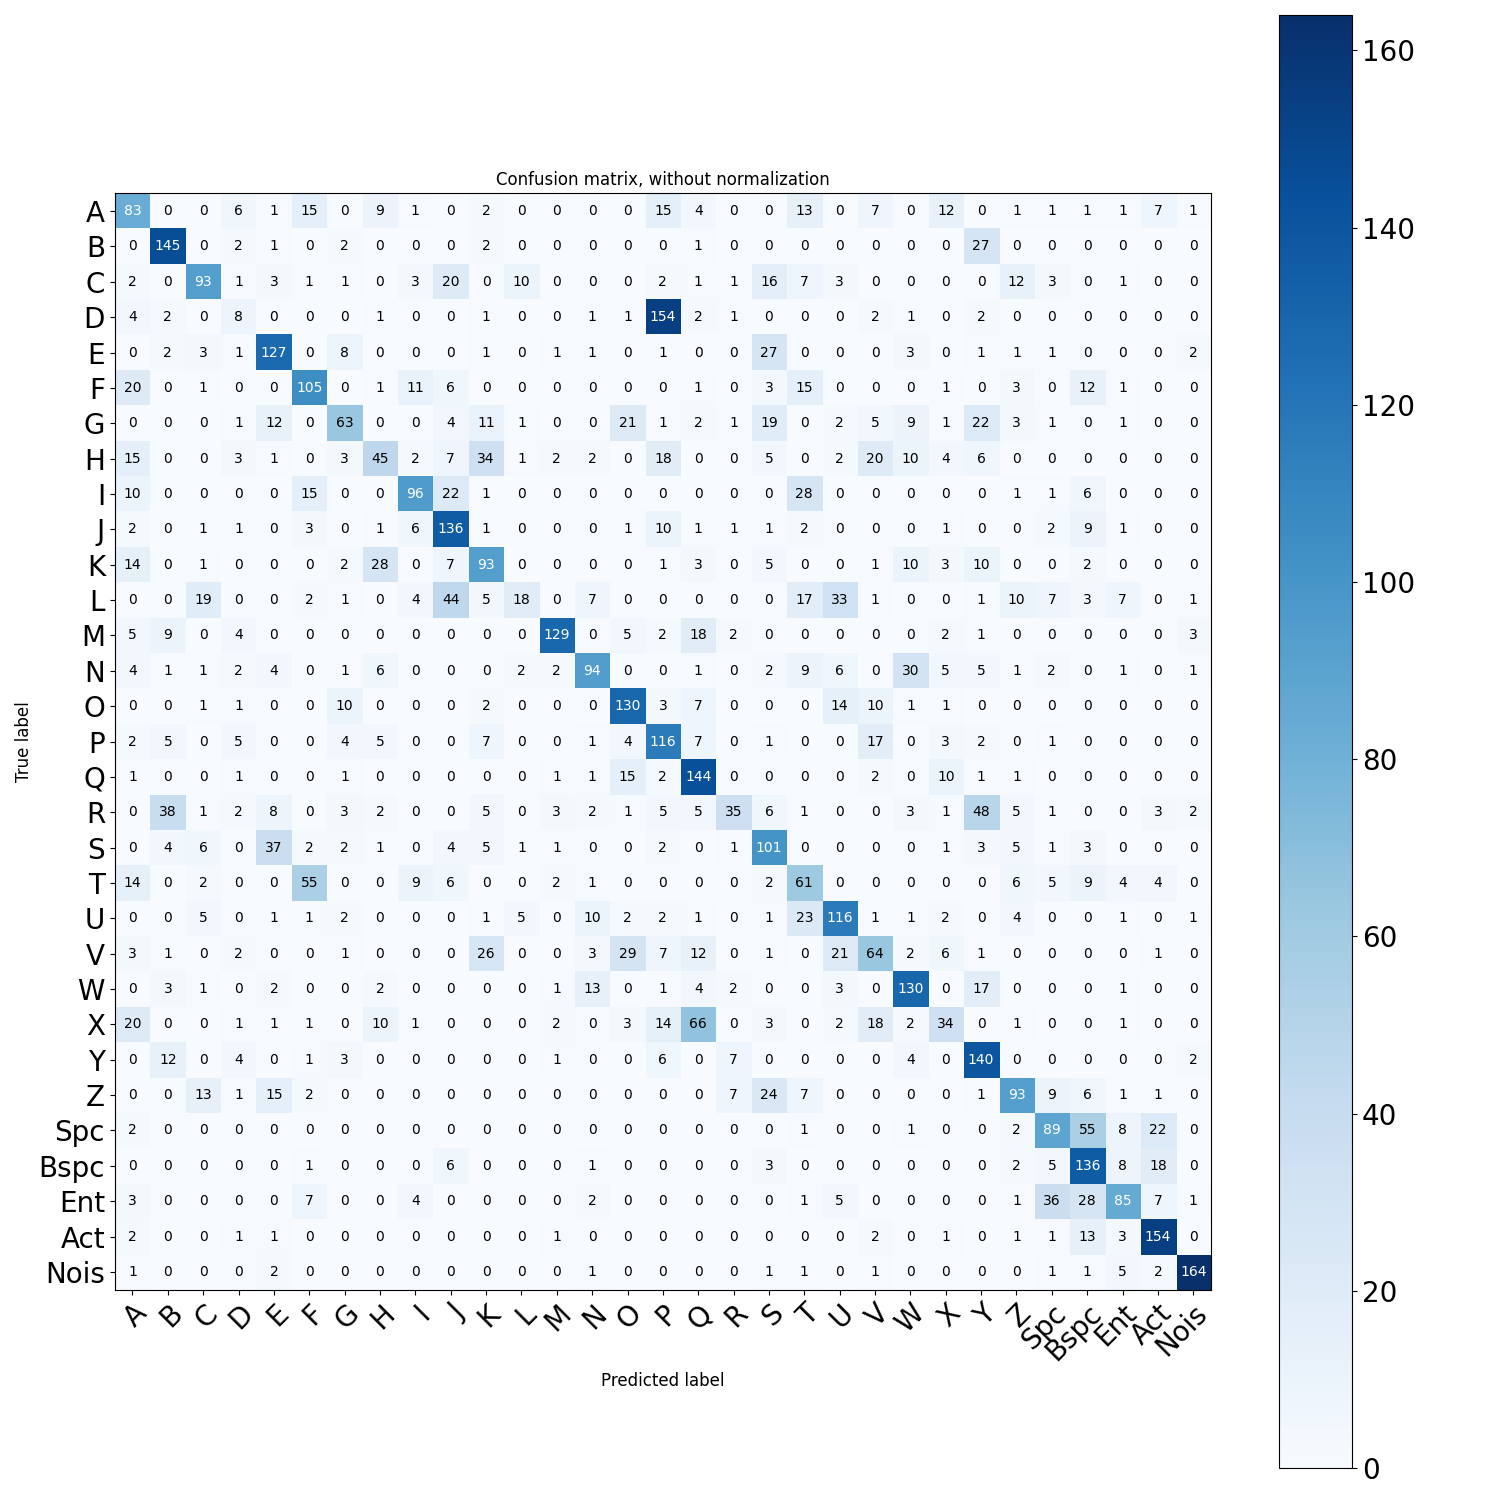 Confusion matrix, without normalization
A 83 0 0 6 1 15 0 9 1 0 2 0 0 0 0 15 4 0 0 13 0 7 0 12 0 1 1 1 1 7 1
B 0 145 0 2 1 0 2 0 0 0 2 0 0 0 0 0 1 0 0 0 0 0 0 0 27 0 0 0 0 0 0
C 2 0 93 1 3 1 1 0 3 20 0 10 0 0 0 2 1 1 16 7 3 0 0 0 0 12 3 0 1 0 0
D 4 2 0 8 0 0 0 1 0 0 1 0 0 1 1 154 2 1 0 0 0 2 1 0 2 0 0 0 0 0 0
E 0 2 3 1 127 0 8 0 0 0 1 0 1 1 0 1 0 0 27 0 0 0 3 0 1 1 1 0 0 0 2
F 20 0 1 0 0 105 0 1 11 6 0 0 0 0 0 0 1 0 3 15 0 0 0 1 0 3 0 12 1 0 0
G 0 0 0 1 12 0 63 0 0 4 11 1 0 0 21 1 2 1 19 0 2 5 9 1 22 3 1 0 1 0 0
H 15 0 0 3 1 0 3 45 2 7 34 1 2 2 0 18 0 0 5 0 2 20 10 4 6 0 0 0 0 0 0
I 10 0 0 0 0 15 0 0 96 22 1 0 0 0 0 0 0 0 0 28 0 0 0 0 0 1 1 6 0 0 0
J 2 0 1 1 0 3 0 1 6 136 1 0 0 0 1 10 1 1 1 2 0 0 0 1 0 0 2 9 1 0 0
K 14 0 1 0 0 0 2 28 0 7 93 0 0 0 0 1 3 0 5 0 0 1 10 3 10 0 0 2 0 0 0
L 0 0 19 0 0 2 1 0 4 44 5 18 0 7 0 0 0 0 0 17 33 1 0 0 1 10 7 3 7 0 1
M 5 9 0 4 0 0 0 0 0 0 0 0 129 0 5 2 18 2 0 0 0 0 0 2 1 0 0 0 0 0 3
N 4 1 1 2 4 0 1 6 0 0 0 2 2 94 0 0 1 0 2 9 6 0 30 5 5 1 2 0 1 0 1
O 0 0 1 1 0 0 10 0 0 0 2 0 0 0 130 3 7 0 0 0 14 10 1 1 0 0 0 0 0 0 0
P 2 5 0 5 0 0 4 5 0 0 7 0 0 1 4 116 7 0 1 0 0 17 0 3 2 0 1 0 0 0 0
Q 1 0 0 1 0 0 1 0 0 0 0 0 1 1 15 2 144 0 0 0 0 2 0 10 1 1 0 0 0 0 0
R 0 38 1 2 8 0 3 2 0 0 5 0 3 2 1 5 5 35 6 1 0 0 3 1 48 5 1 0 0 3 2
S 0 4 6 0 37 2 2 1 0 4 5 1 1 0 0 2 0 1 101 0 0 0 0 1 3 5 1 3 0 0 0
T 14 0 2 0 0 55 0 0 9 6 0 0 2 1 0 0 0 0 2 61 0 0 0 0 0 6 5 9 4 4 0
U 0 0 5 0 1 1 2 0 0 0 1 5 0 10 2 2 1 0 1 23 116 1 1 2 0 4 0 0 1 0 1
V 3 1 0 2 0 0 1 0 0 0 26 0 0 3 29 7 12 0 1 0 21 64 2 6 1 0 0 0 0 1 0
W 0 3 1 0 2 0 0 2 0 0 0 0 1 13 0 1 4 2 0 0 3 0 130 0 17 0 0 0 1 0 0
X 20 0 0 1 1 1 0 10 1 0 0 0 2 0 3 14 66 0 3 0 2 18 2 34 0 1 0 0 1 0 0
Y 0 12 0 4 0 1 3 0 0 0 0 0 1 0 0 6 0 7 0 0 0 0 4 0 140 0 0 0 0 0 2
Z 0 0 13 1 15 2 0 0 0 0 0 0 0 0 0 0 0 7 24 7 0 0 0 0 1 93 9 6 1 1 0
Spc 2 0 0 0 0 0 0 0 0 0 0 0 0 0 0 0 0 0 0 1 0 0 1 0 0 2 89 55 8 22 0
Bspc 0 0 0 0 0 1 0 0 0 6 0 0 0 1 0 0 0 0 3 0 0 0 0 0 0 2 5 136 8 18 0
Ent 3 0 0 0 0 7 0 0 4 0 0 0 0 2 0 0 0 0 0 1 5 0 0 0 0 1 36 28 85 7 1
Act 2 0 0 1 1 0 0 0 0 0 0 0 1 0 0 0 0 0 0 0 0 2 0 1 0 1 1 13 3 154 0
Nois 1 0 0 0 2 0 0 0 0 0 0 0 0 1 0 0 0 0 1 1 0 1 0 0 0 0 1 1 5 2 164
A B C D E F G H I J K L M N O P Q R S T U V W X Y Z Spc Bspc Ent Act Nois
Predicted label
True label
160
140
120
100
80
60
40
20
0